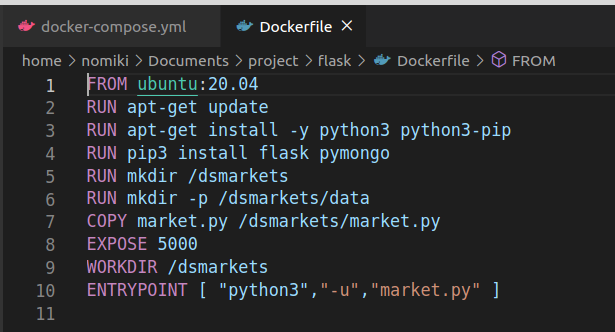 docker-compose.yml Dockerfile ×
home > nomiki > Documents > project > flask > Dockerfile > FROM
1 FROM ubuntu:20.04
2 RUN apt-get update
3 RUN apt-get install -y python3 python3-pip
4 RUN pip3 install flask pymongo
5 RUN mkdir /dsmarkets
6 RUN mkdir -p /dsmarkets/data
7 COPY market.py /dsmarkets/market.py
8 EXPOSE 5000
9 WORKDIR /dsmarkets
10 ENTRYPOINT [ "python3","-u","market.py" ]
11